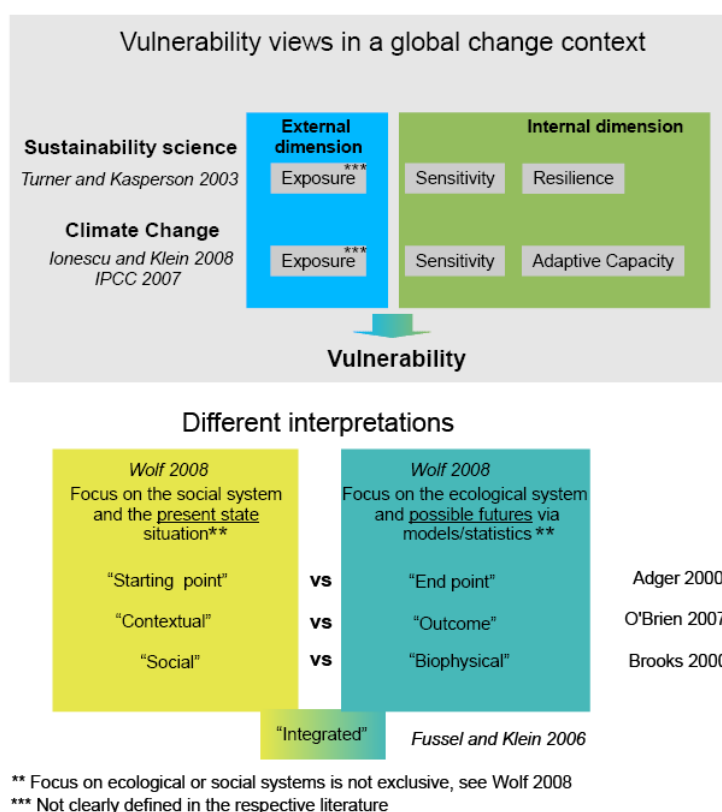 Vulnerability views in a global change context
External dimension
Internal dimension
Sustainability science
Turner and Kasperson 2003
Exposure***
Sensitivity
Resilience
Climate Change
Ionescu and Klein 2008
IPCC 2007
Exposure***
Sensitivity
Adaptive Capacity
Vulnerability
Different interpretations
Wolf 2008
Focus on the social system
and the present state
situation**
Wolf 2008
Focus on the ecological system
and possible futures via
models/statistics **
“Starting point” vs “End point” Adger 2000
“Contextual” vs “Outcome” O'Brien 2007
“Social” vs “Biophysical” Brooks 2000
“Integrated” Fussel and Klein 2006
** Focus on ecological or social systems is not exclusive, see Wolf 2008
*** Not clearly defined in the respective literature